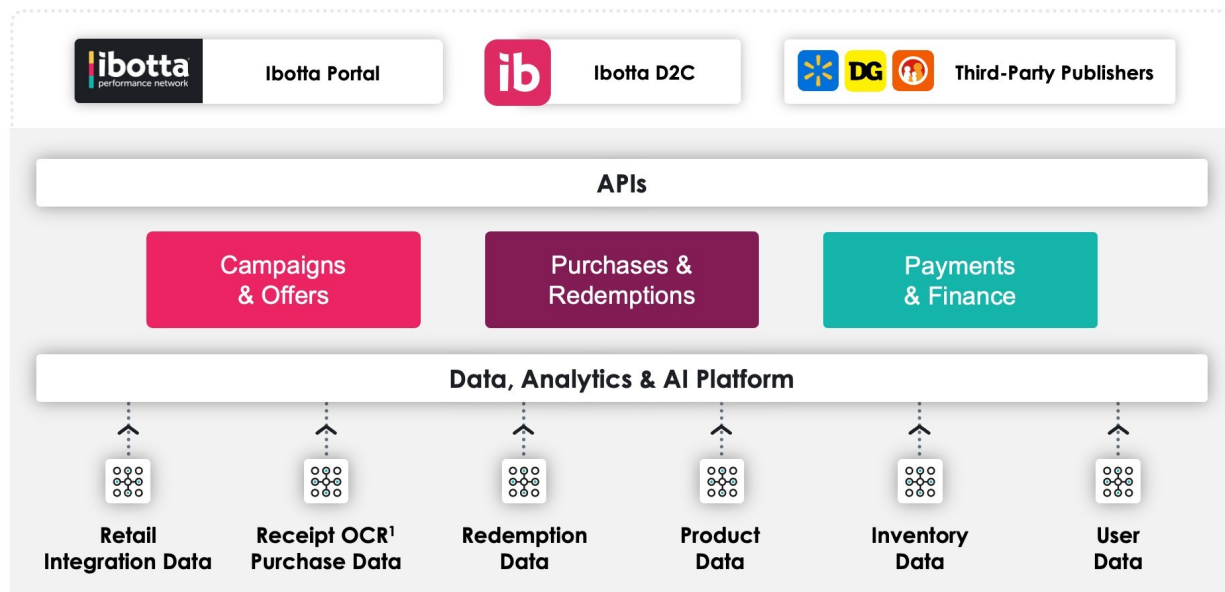 ibotta
performance network
Ibotta Portal
ib
Ibotta D2C
DG
Third-Party Publishers
APIs
Campaigns
& Offers
Purchases &
Redemptions
Payments
& Finance
Data, Analytics & AI Platform
Retail
Integration Data
Receipt OCR¹
Purchase Data
Redemption
Data
Product
Data
Inventory
Data
User
Data